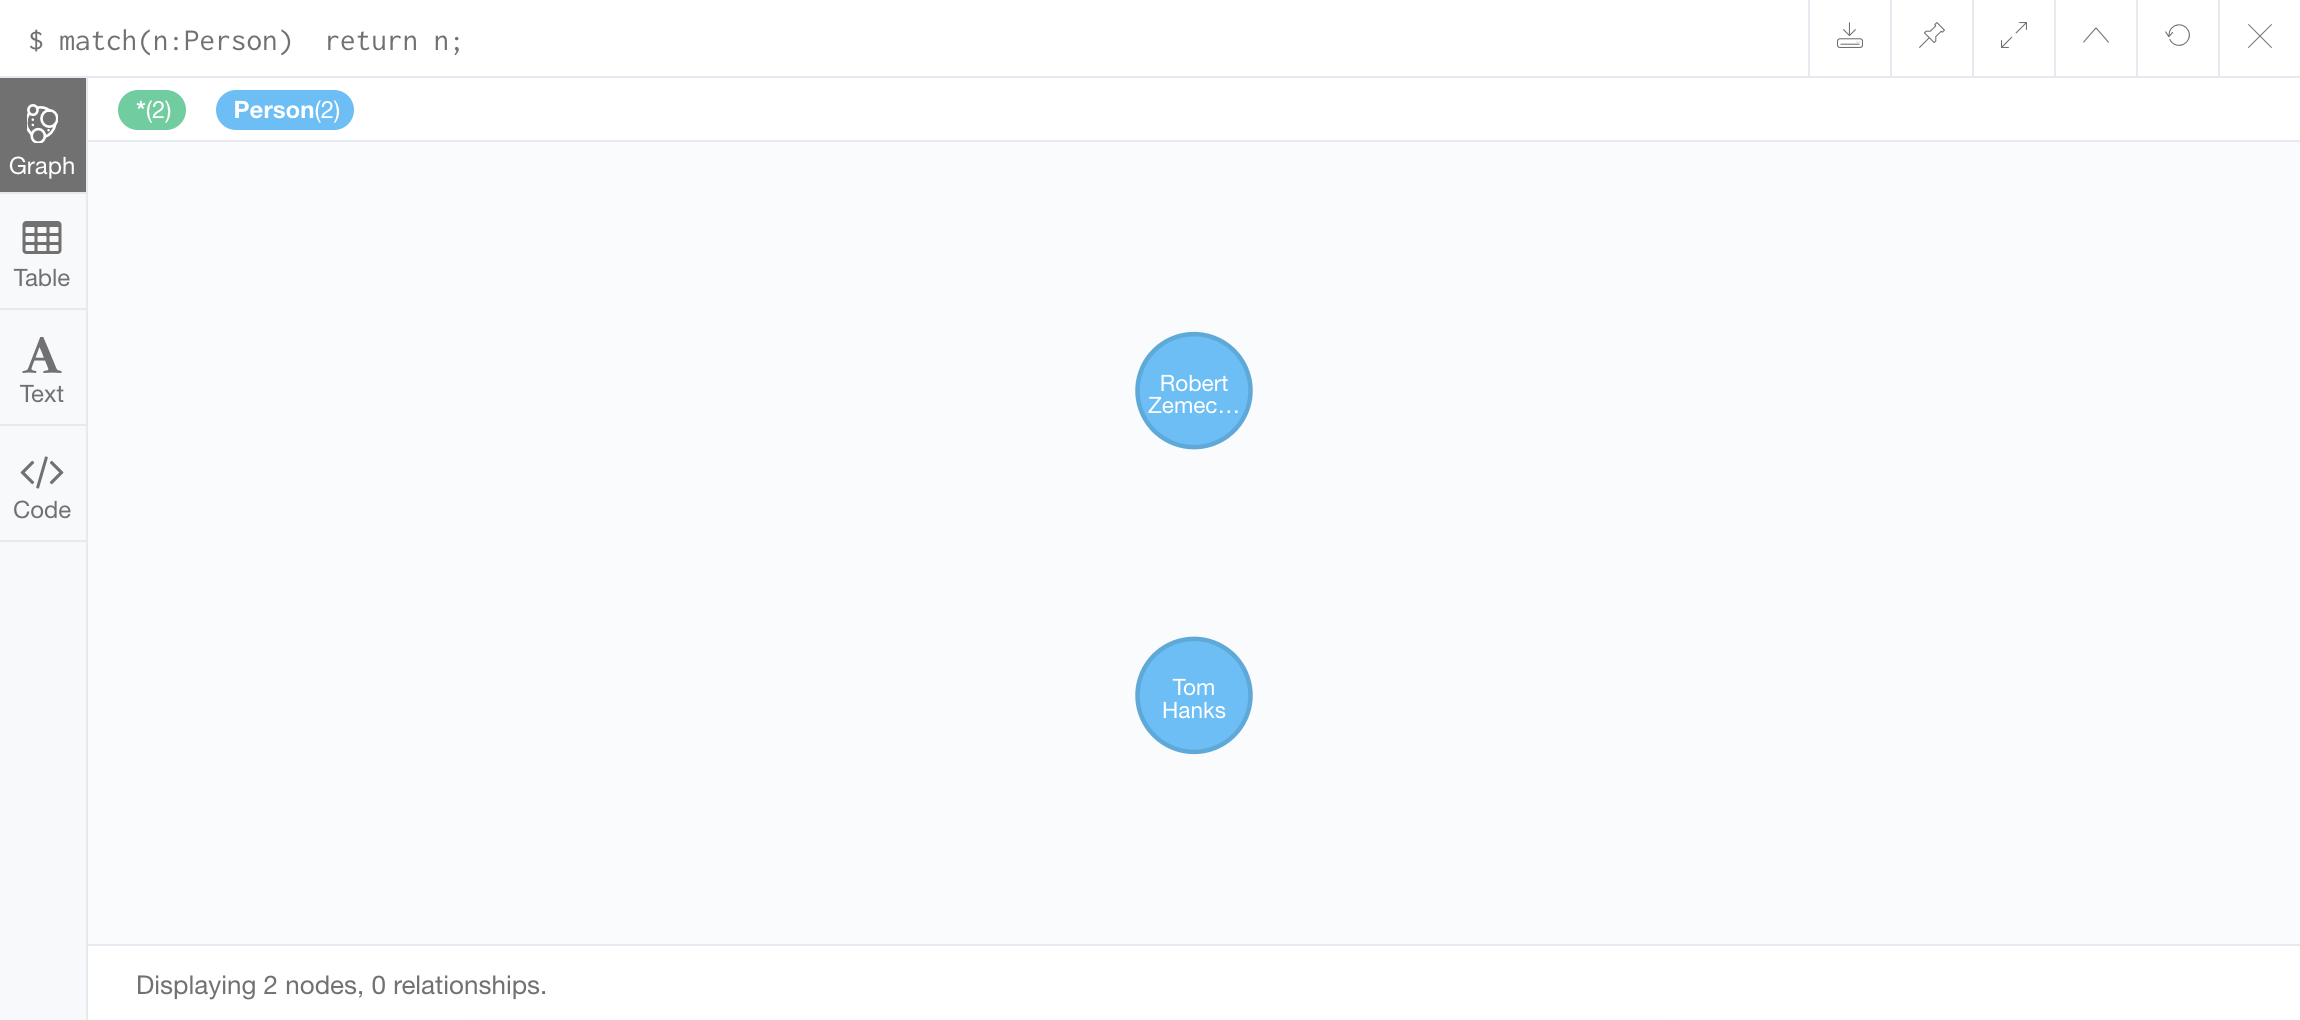 $ match(n:Person)  return n;
*(2) Person(2)
Graph
Table
Text
Code
Robert
Zemec...
Tom
Hanks
Displaying 2 nodes, 0 relationships.